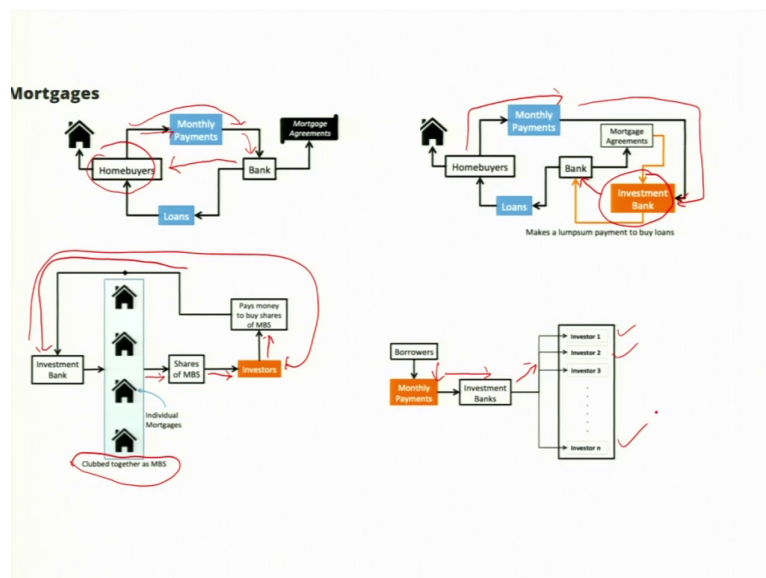 Mortgages
Monthly
Payments
Mortgage
Agreements
Homebuyers
Bank
Loans
Monthly
Payments
Mortgage
Agreements
Homebuyers
Bank
Investment
Bank
Loans
Makes a lumpsum payment to buy loans
Pays money
to buy shares
of MBS
Investment
Bank
Shares
of MBS
Investors
Individual
Mortgages
Clubbed together as MBS
Borrowers
Monthly
Payments
Investment
Banks
Investor 1
Investor 2
Investor 3
Investor n